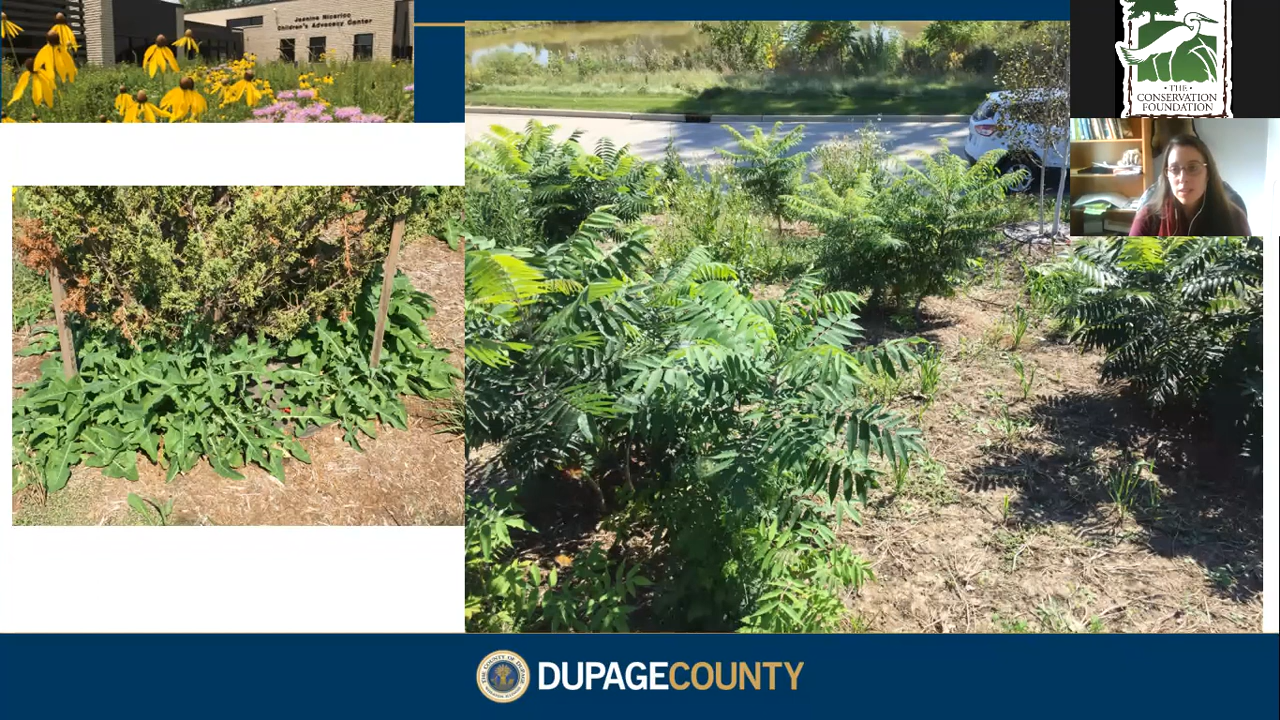 Jeanine Nicarico
Children's Advocacy Center
• THE •
CONSERVATION
FOUNDATION
DUPAGECOUNTY